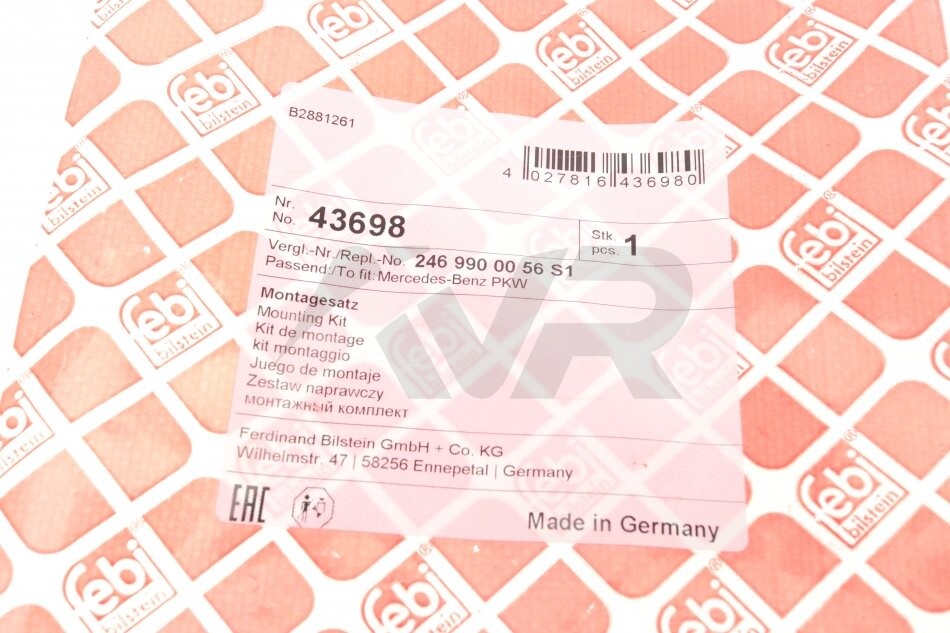 B2881261
4 027816 436980
Nr.
No. 43698
Stk.
pcs. 1
Vergl.-Nr./Repl.-No. 246 990 00 56 S1
Passend:/To fit: Mercedes-Benz PKW
Montagesatz
Mounting Kit
Kit de montage
kit montaggio
Juego de montaje
Zestaw naprawczy
монтажный комплект
Ferdinand Bilstein GmbH + Co. KG
Wilhelmstr. 47 | 58256 Ennepetal | Germany
EAC
Made in Germany
febi
bilstein